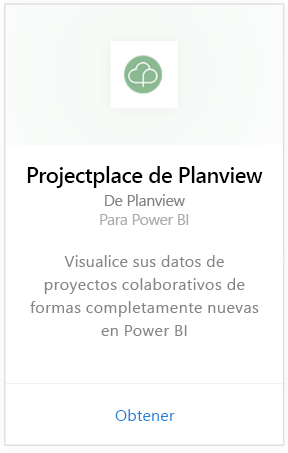 Projectplace de Planview
De Planview
Para Power BI
Visualice sus datos de
proyectos colaborativos de
formas completamente nuevas
en Power BI
Obtener